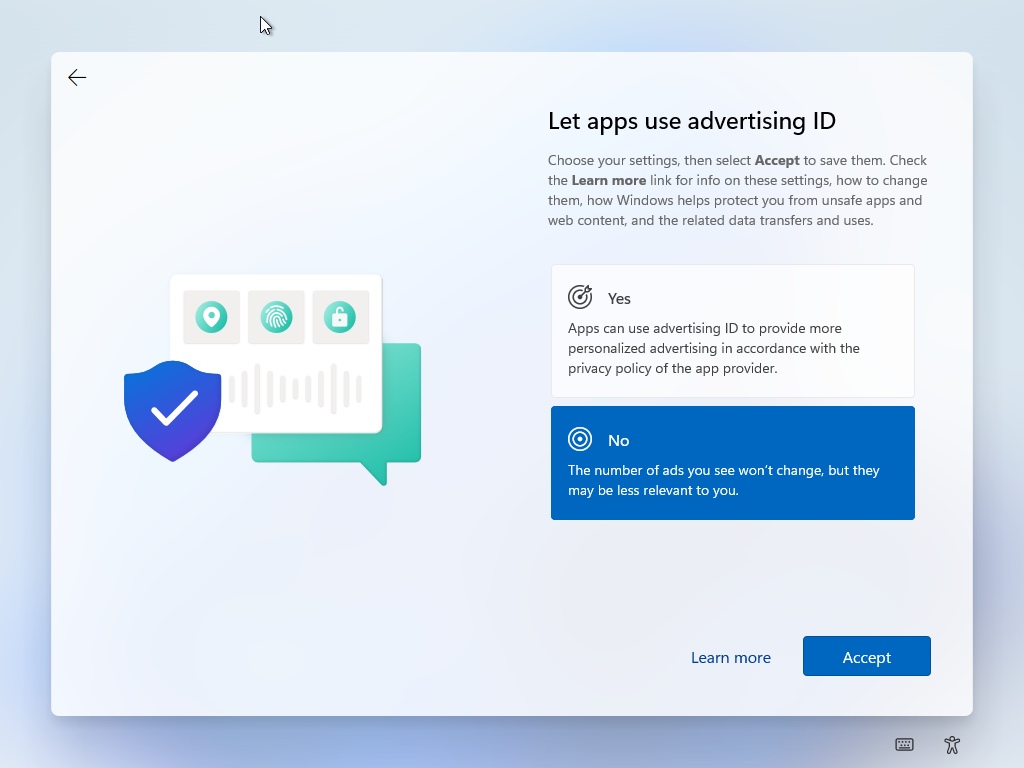 Let apps use advertising ID
Choose your settings, then select Accept to save them. Check
the Learn more link for info on these settings, how to change
them, how Windows helps protect you from unsafe apps and
web content, and the related data transfers and uses.
Yes
Apps can use advertising ID to provide more
personalized advertising in accordance with the
privacy policy of the app provider.
No
The number of ads you see won’t change, but they
may be less relevant to you.
Learn more
Accept